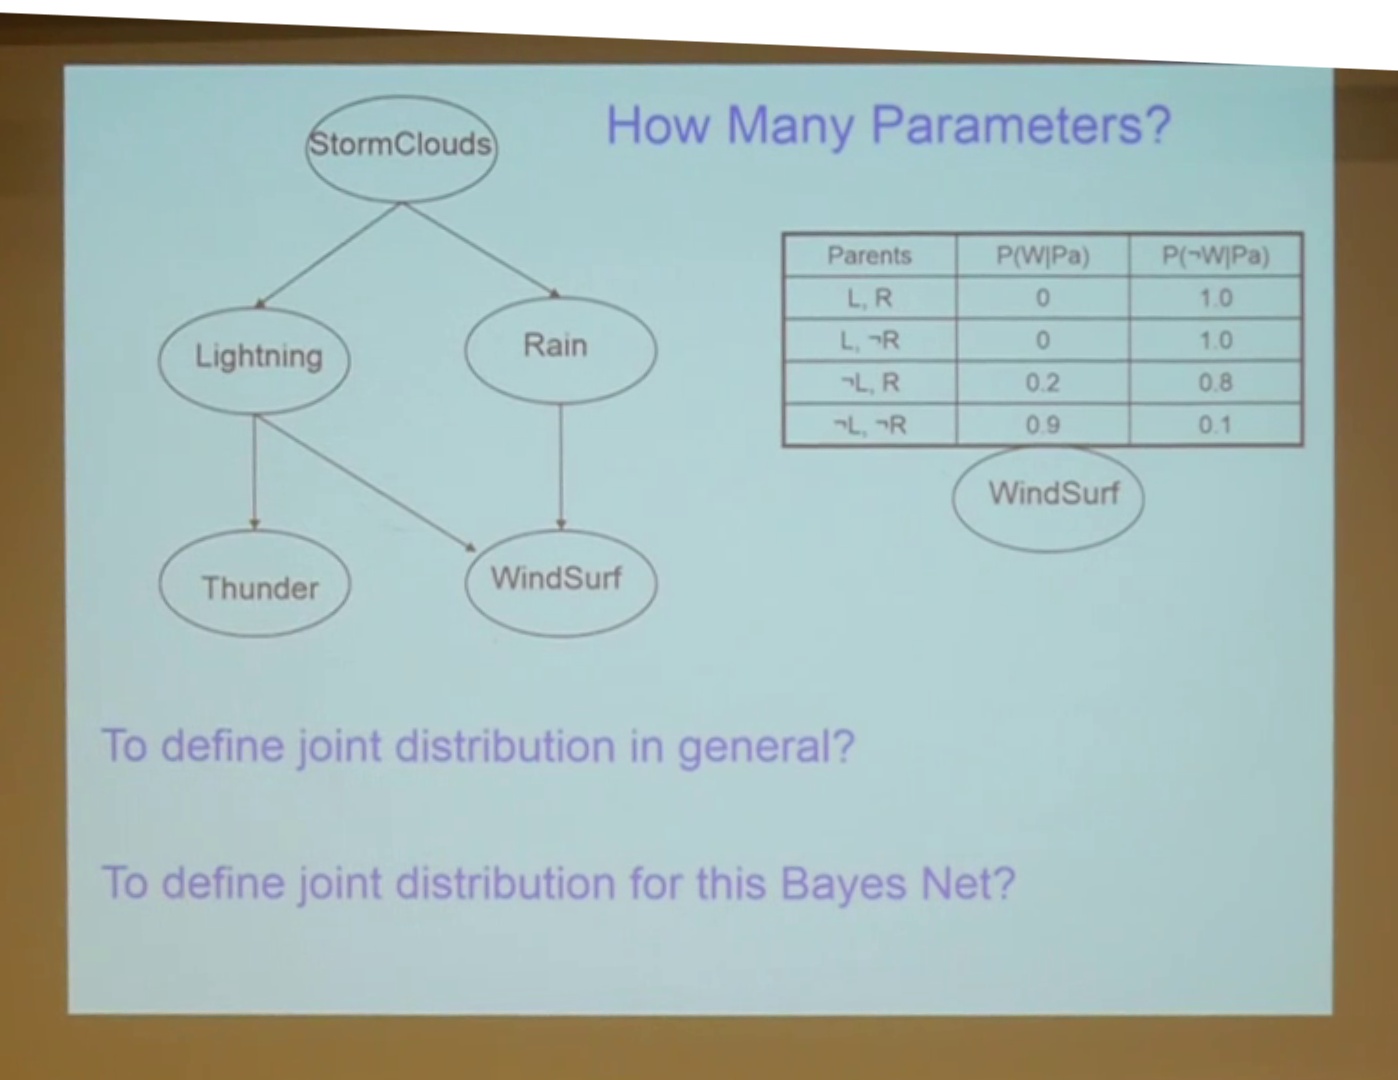 How Many Parameters?
StormClouds
Lightning
Rain
Thunder
WindSurf
Parents P(W|Pa) P(¬W|Pa)
L, R 0 1.0
L, ¬R 0 1.0
¬L, R 0.2 0.8
¬L, ¬R 0.9 0.1
WindSurf
To define joint distribution in general?
To define joint distribution for this Bayes Net?